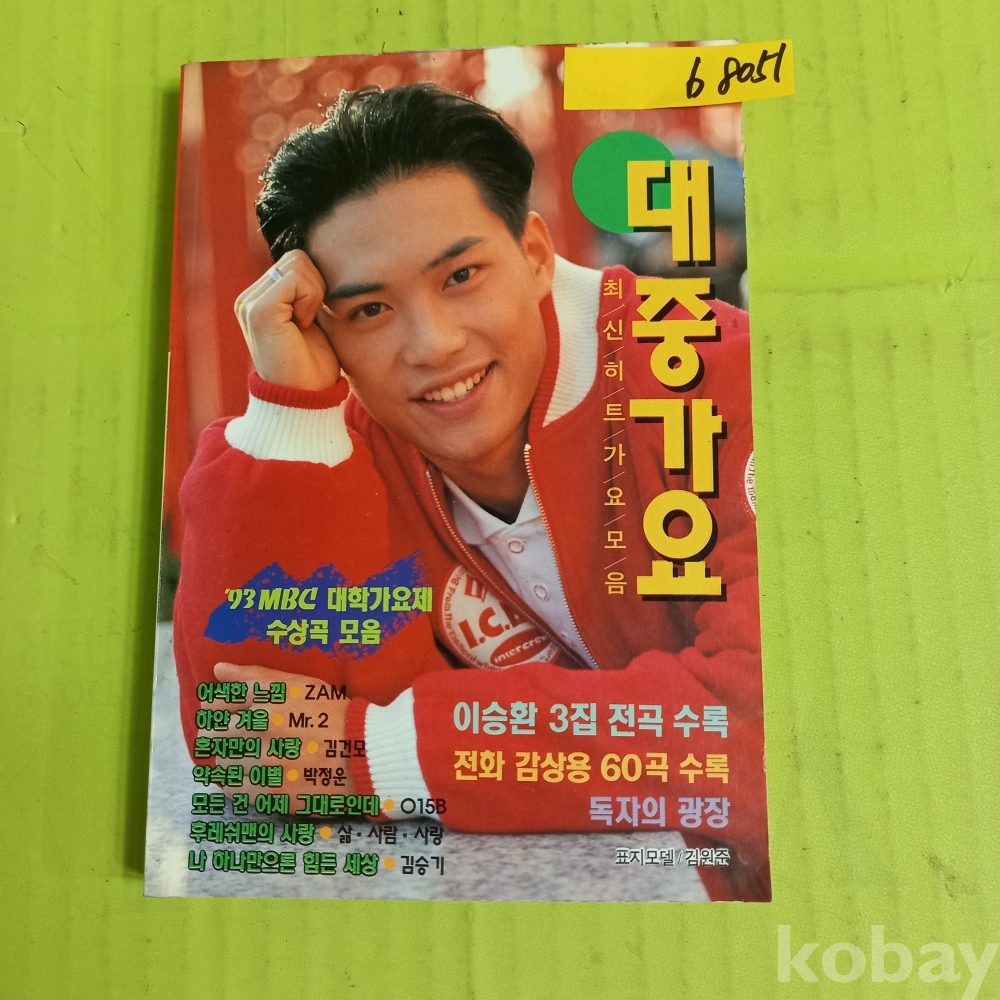 b 8051
대중가요
최/신/히/트/가/요/모/음
'93 MBC 대학가요제
수상곡 모음
어색한 느낌 • ZAM
하얀 겨울 • Mr. 2
혼자만의 사랑 • 김건모
약속된 이별 • 박정운
모든 건 어제 그대로인데 • O15B
후레쉬맨의 사랑 • 삶 • 사람 • 사랑
나 하나만으론 힘든 세상 • 김승기
이승환 3집 전곡 수록
전화 감상용 60곡 수록
독자의 광장
표지모델/김원준
I.C.
kobay